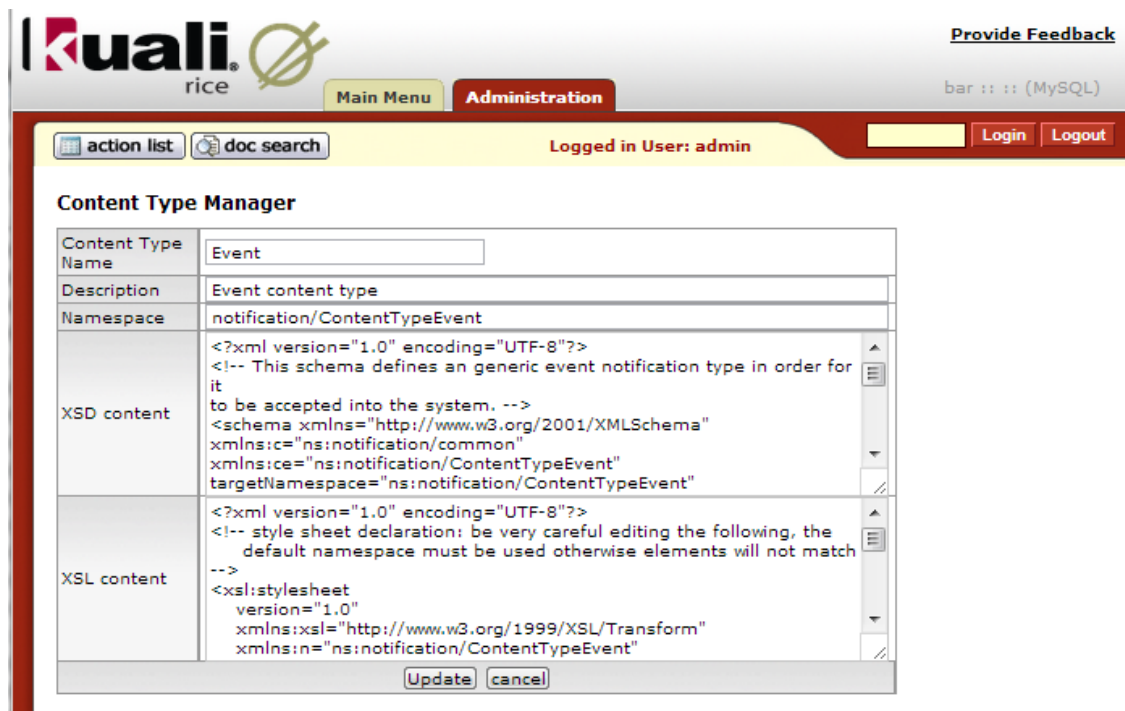 Kuali®
rice
Provide Feedback
Main Menu
Administration
bar :: :: (MySQL)
action list
doc search
Logged in User: admin
Login
Logout
Content Type Manager
Content Type
Name
Event
Description
Event content type
Namespace
notification/ContentTypeEvent
XSD content
<?xml version="1.0" encoding="UTF-8"?>
<!-- This schema defines an generic event notification type in order for
it
to be accepted into the system. -->
<schema xmlns="http://www.w3.org/2001/XMLSchema"
xmlns:c="ns:notification/common"
xmlns:ce="ns:notification/ContentTypeEvent"
targetNamespace="ns:notification/ContentTypeEvent"
XSL content
<?xml version="1.0" encoding="UTF-8"?>
<!-- style sheet declaration: be very careful editing the following, the
default namespace must be used otherwise elements will not match
-->
<xsl:stylesheet
version="1.0"
xmlns:xsl="http://www.w3.org/1999/XSL/Transform"
xmlns:n="ns:notification/ContentTypeEvent"
Update
cancel